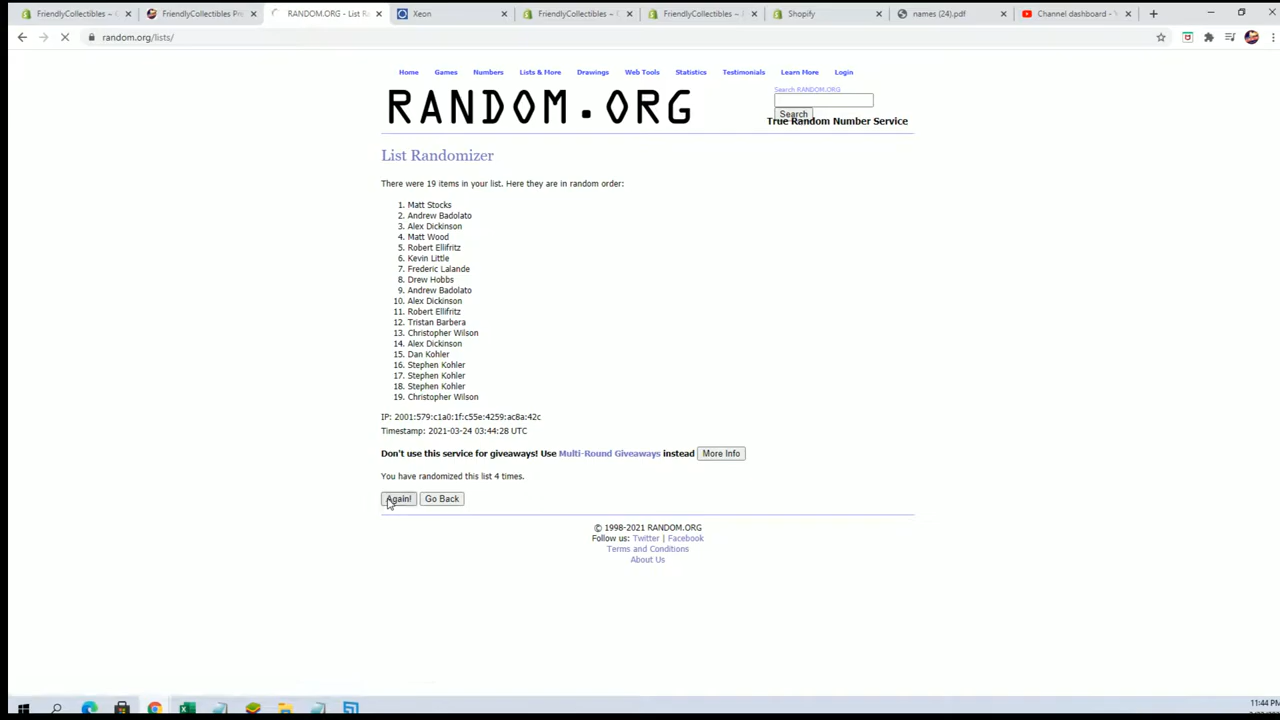 FriendlyCollectibles ~
FriendlyCollectibles Pr
RANDOM.ORG - List Ra
Xeon
FriendlyCollectibles ~
FriendlyCollectibles ~
Shopify
names (24).pdf
Channel dashboard -
random.org/lists/
Home Games Numbers Lists & More Drawings Web Tools Statistics Testimonials Learn More Login
RANDOM.ORG
Search RANDOM.ORG
Search
True Random Number Service
List Randomizer
There were 19 items in your list. Here they are in random order:
1. Matt Stocks
2. Andrew Badolato
3. Alex Dickinson
4. Matt Wood
5. Robert Ellifritz
6. Kevin Little
7. Frederic Lalande
8. Drew Hobbs
9. Andrew Badolato
10. Alex Dickinson
11. Robert Ellifritz
12. Tristan Barbera
13. Christopher Wilson
14. Alex Dickinson
15. Dan Kohler
16. Stephen Kohler
17. Stephen Kohler
18. Stephen Kohler
19. Christopher Wilson
IP: 2001:579:c1a0:1f:c55e:4259:ac8a:42c
Timestamp: 2021-03-24 03:44:28 UTC
Don't use this service for giveaways! Use Multi-Round Giveaways instead More Info
You have randomized this list 4 times.
Again! Go Back
© 1998-2021 RANDOM.ORG
Follow us: Twitter | Facebook
Terms and Conditions
About Us
11:44 PM